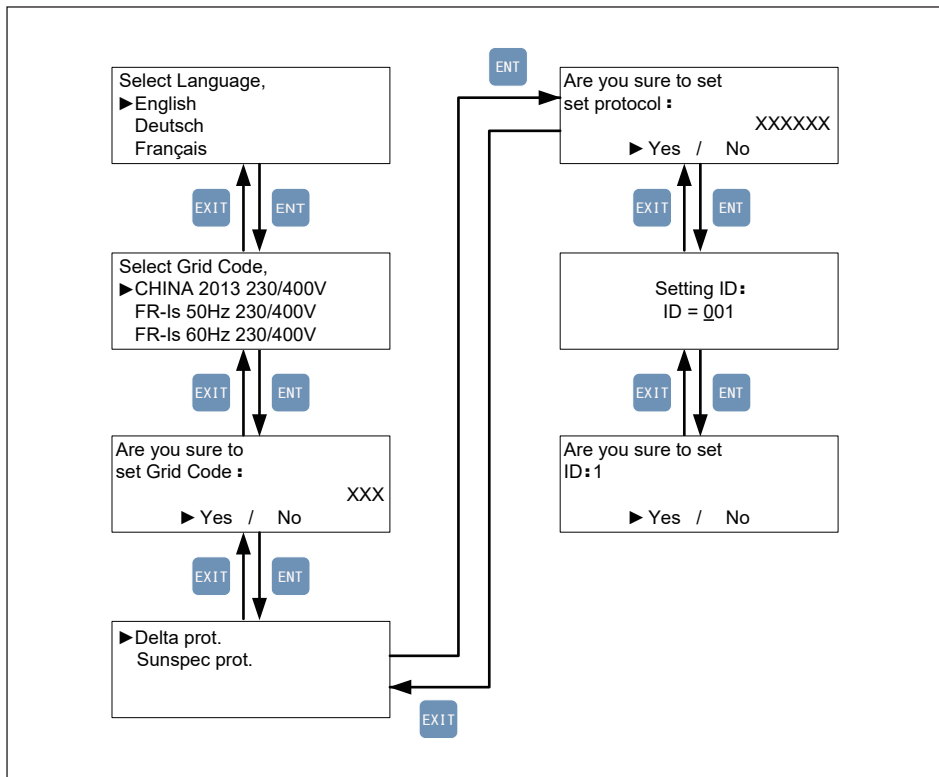 Select Language,
►English
Deutsch
Français
EXIT
ENT
Select Grid Code,
►CHINA 2013 230/400V
FR-Is 50Hz 230/400V
FR-Is 60Hz 230/400V
EXIT
ENT
Are you sure to
set Grid Code:
XXX
► Yes / No
EXIT
ENT
►Delta prot.
Sunspec prot.
ENT
EXIT
Are you sure to set
set protocol:
XXXXXX
► Yes / No
EXIT
ENT
Setting ID:
ID = 001
EXIT
ENT
Are you sure to set
ID:1
► Yes / No